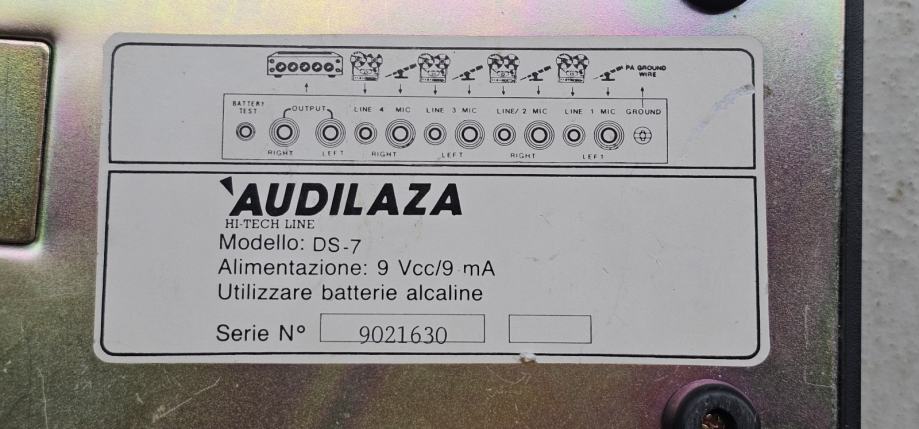 PA GROUND
WIRE
BATTERY
TEST
OUTPUT
LINE 4 MIC
LINE 3 MIC
LINE/ 2 MIC
LINE 1 MIC
GROUND
RIGHT LEFT RIGHT LEFT RIGHT LEFT
AUDILAZA
HI-TECH LINE
Modello: DS-7
Alimentazione: 9 Vcc/9 mA
Utilizzare batterie alcaline
Serie N° 9021630